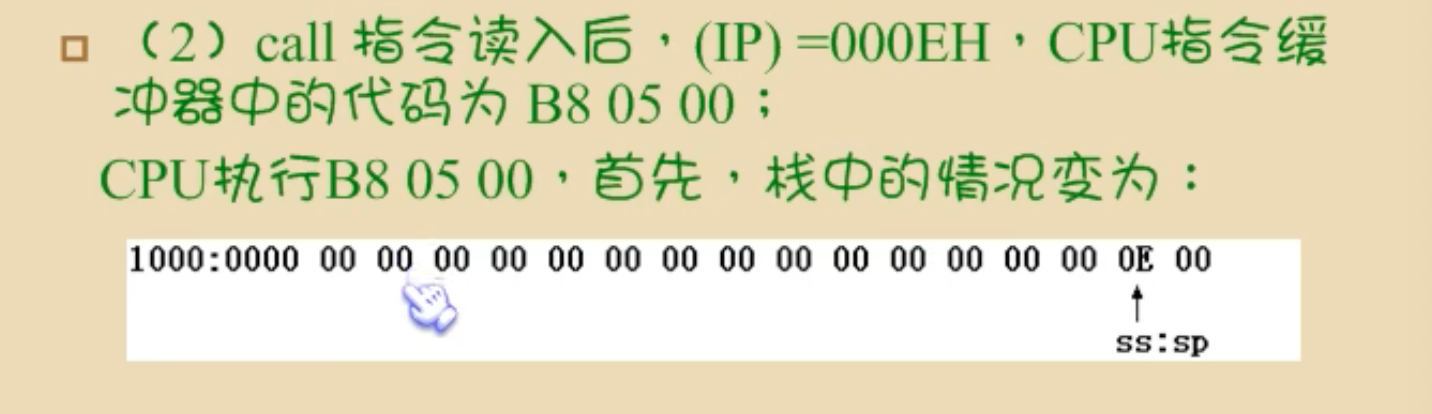 （2）call 指令读入后，(IP) =000EH，CPU指令缓
冲器中的代码为 B8 05 00；
CPU执行B8 05 00，首先，栈中的情况变为：
1000:0000 00 00 00 00 00 00 00 00 00 00 00 00 00 00 0E 00
ss:sp